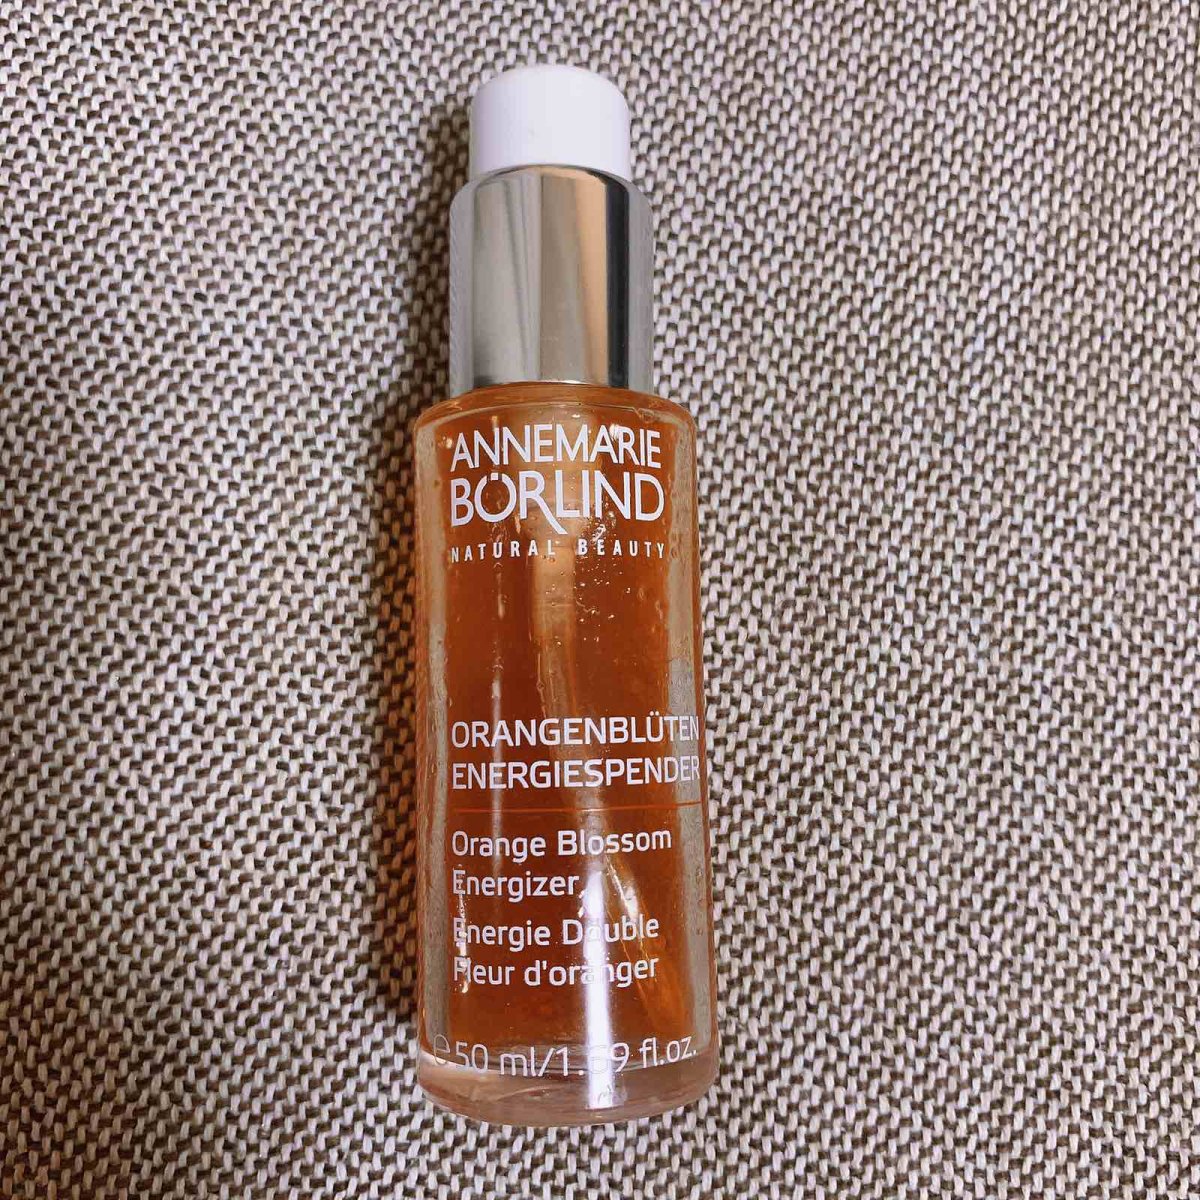 ANNEMARIE
BÖRLIND
NATURAL BEAUTY
ORANGENBLÜTEN
ENERGIESPENDER
Orange Blossom
Energizer
Energie Double
Fleur d'oranger
℮ 50 ml/1.69 fl.oz.